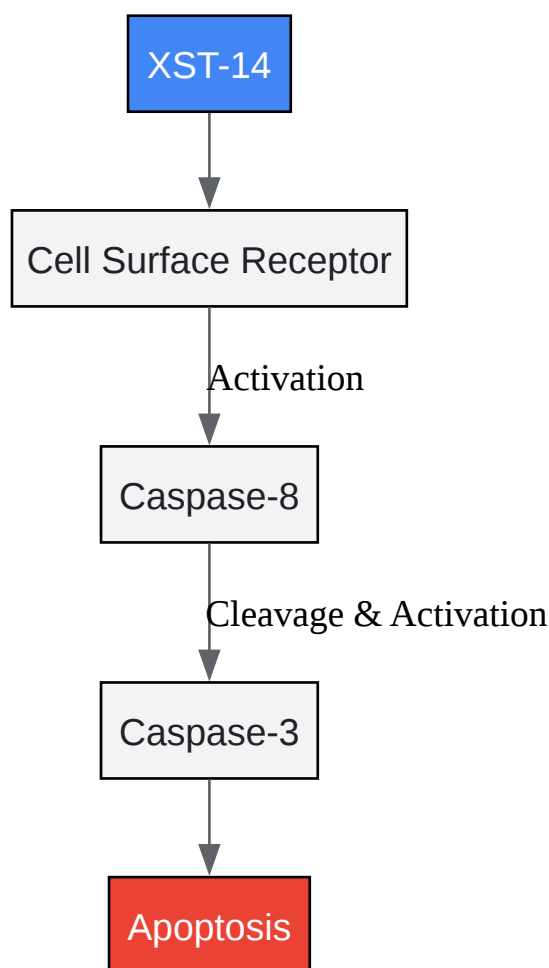 XST-14
Cell Surface Receptor
Activation
Caspase-8
Cleavage & Activation
Caspase-3
Apoptosis